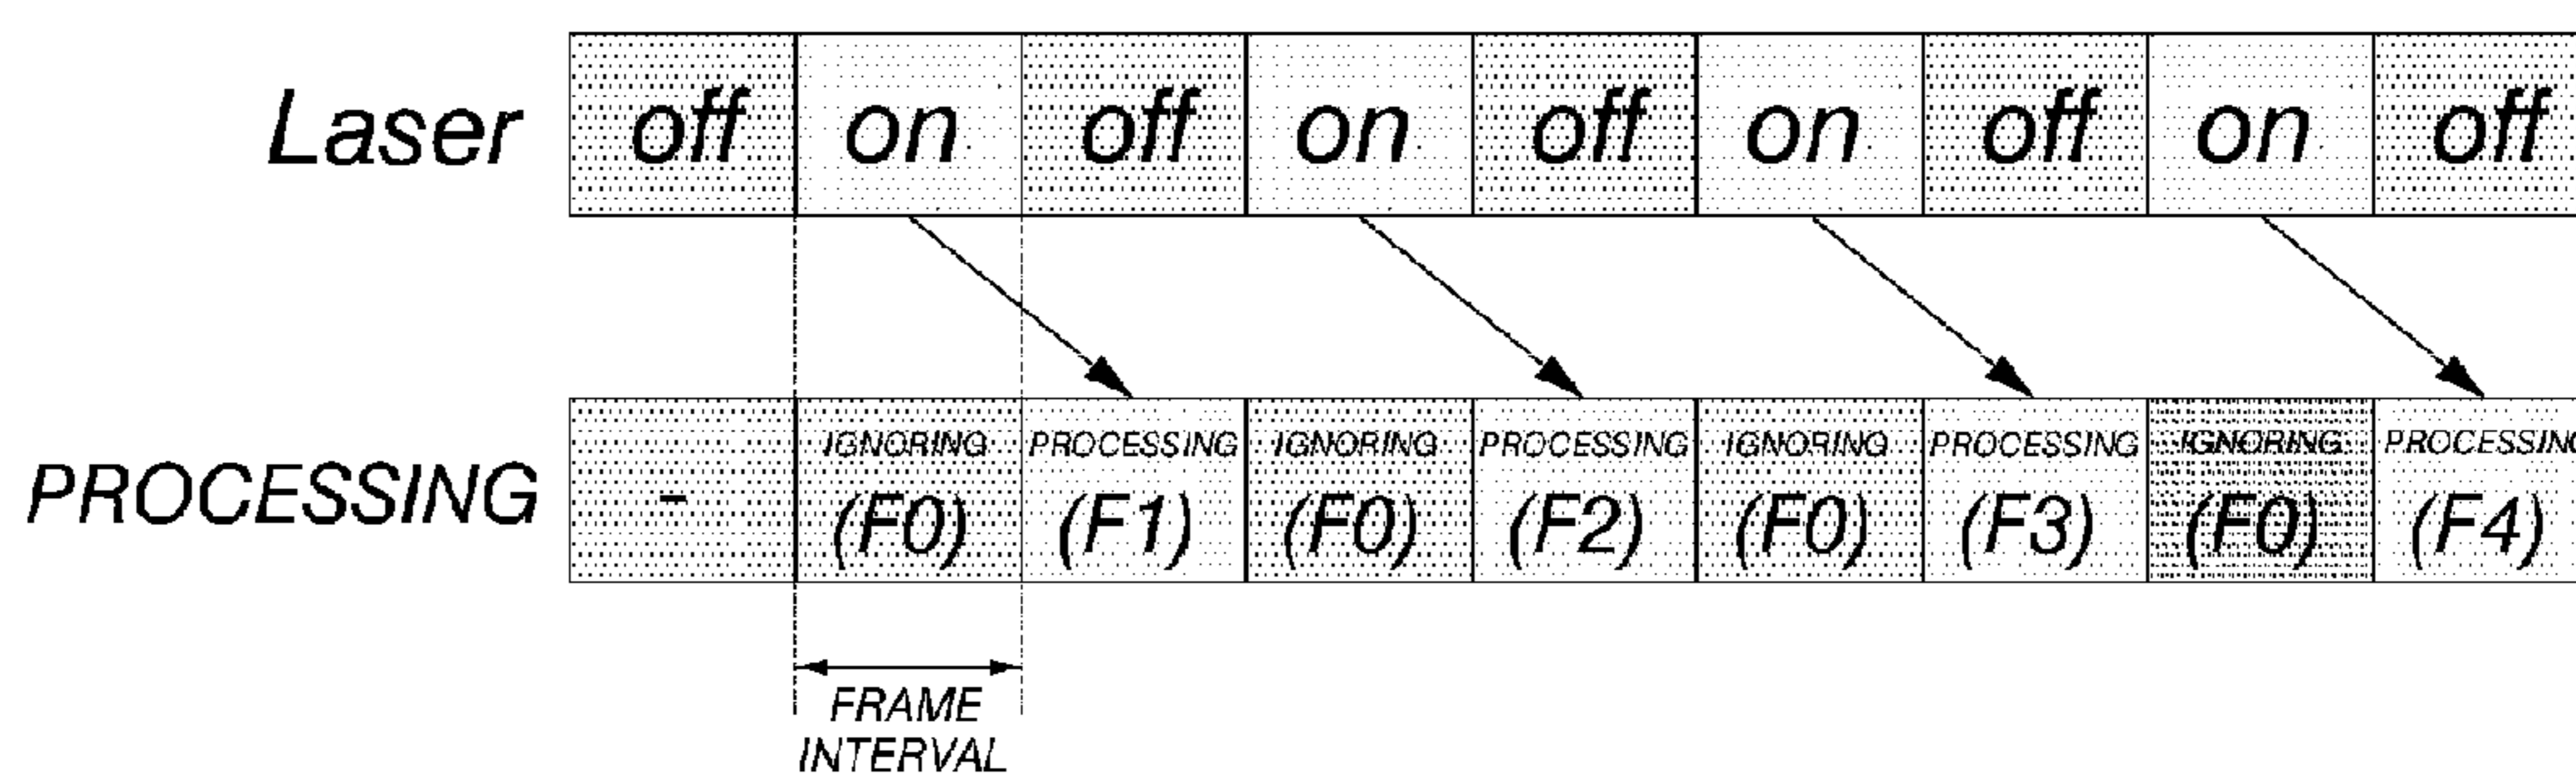 Laser off on off on off on off on off
PROCESSING - IGNORING PROCESSING IGNORING PROCESSING IGNORING PROCESSING IGNORING PROCESSING
(F0) (F1) (F0) (F2) (F0) (F3) (F0) (F4)
FRAME
INTERVAL